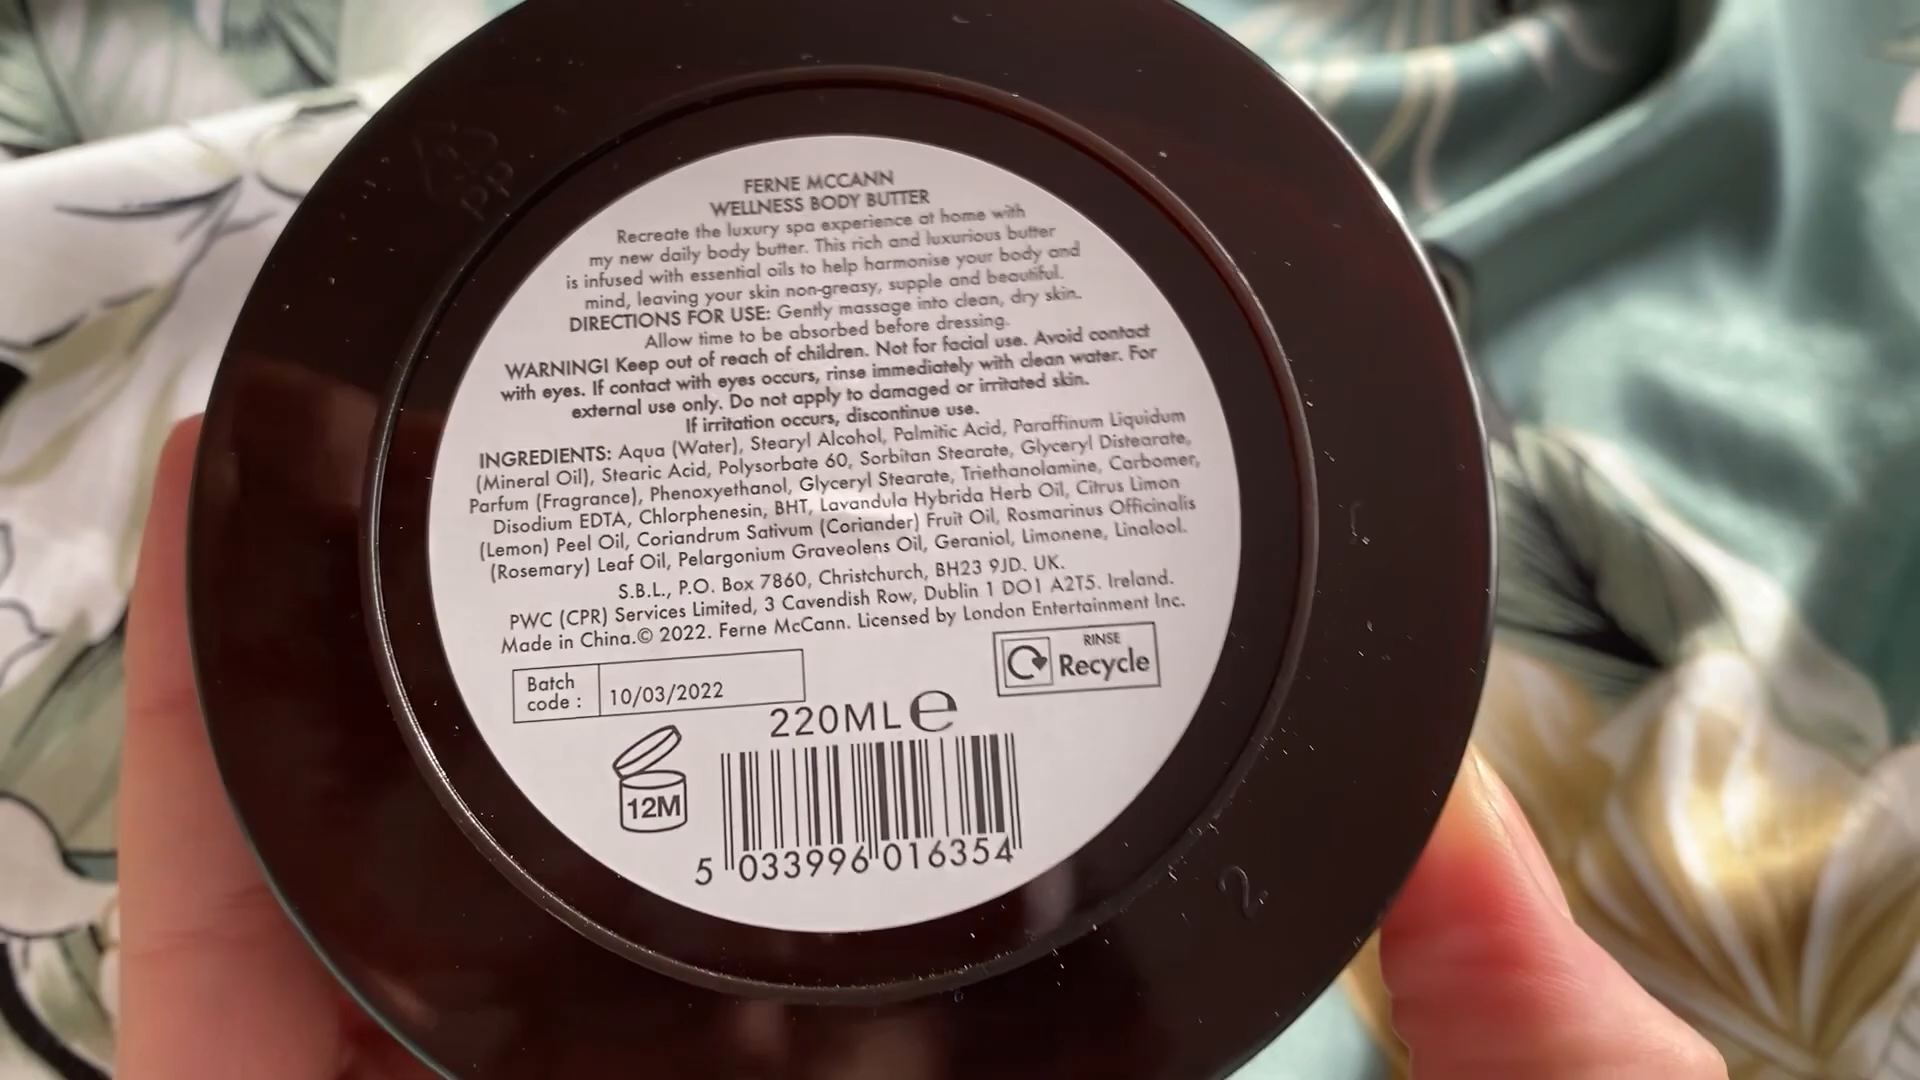 FERNE MCCANN
WELLNESS BODY BUTTER
Recreate the luxury spa experience at home with
my new daily body butter. This rich and luxurious butter
is infused with essential oils to help harmonise your body and
mind, leaving your skin non-greasy, supple and beautiful.
DIRECTIONS FOR USE: Gently massage into clean, dry skin.
Allow time to be absorbed before dressing.
WARNING! Keep out of reach of children. Not for facial use. Avoid contact
with eyes. If contact with eyes occurs, rinse immediately with clean water. For
external use only. Do not apply to damaged or irritated skin.
If irritation occurs, discontinue use.
INGREDIENTS: Aqua (Water), Stearyl Alcohol, Palmitic Acid, Paraffinum Liquidum
(Mineral Oil), Stearic Acid, Polysorbate 60, Sorbitan Stearate, Glyceryl Distearate,
Parfum (Fragrance), Phenoxyethanol, Glyceryl Stearate, Triethanolamine, Carbomer,
Disodium EDTA, Chlorphenesin, BHT, Lavandula Hybrida Herb Oil, Citrus Limon
(Lemon) Peel Oil, Coriandrum Sativum (Coriander) Fruit Oil, Rosmarinus Officinalis
(Rosemary) Leaf Oil, Pelargonium Graveolens Oil, Geraniol, Limonene, Linalool.
S.B.L., P.O. Box 7860, Christchurch, BH23 9JD. UK.
PWC (CPR) Services Limited, 3 Cavendish Row, Dublin 1 DO1 A2T5. Ireland.
Made in China.© 2022. Ferne McCann. Licensed by London Entertainment Inc.
Batch
code :
10/03/2022
RINSE
Recycle
220ML e
12M
5 033996 016354
PP
2